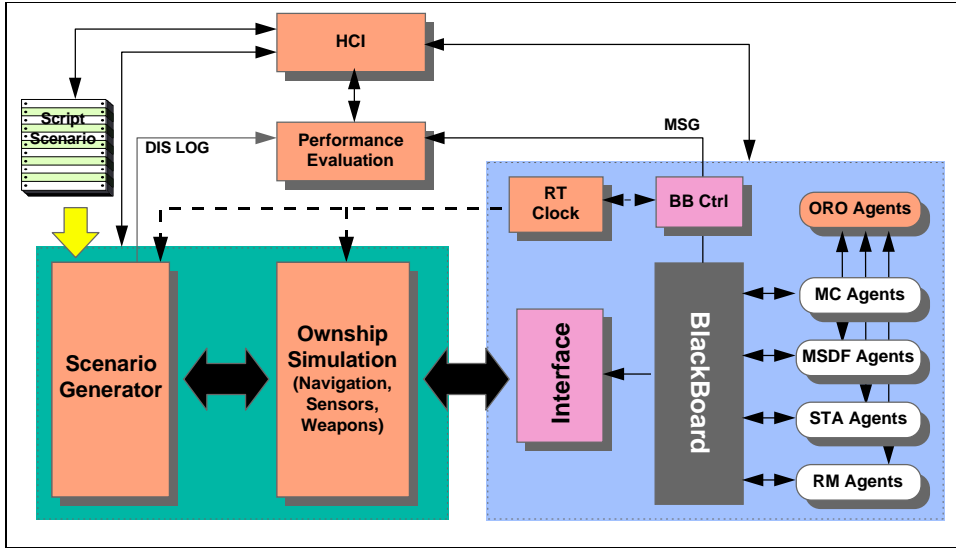 HCI
Script
Scenario
DIS LOG
Performance
Evaluation
MSG
RT
Clock
BB Ctrl
ORO Agents
Scenario
Generator
Ownship
Simulation
(Navigation,
Sensors,
Weapons)
Interface
BlackBoard
MC Agents
MSDF Agents
STA Agents
RM Agents